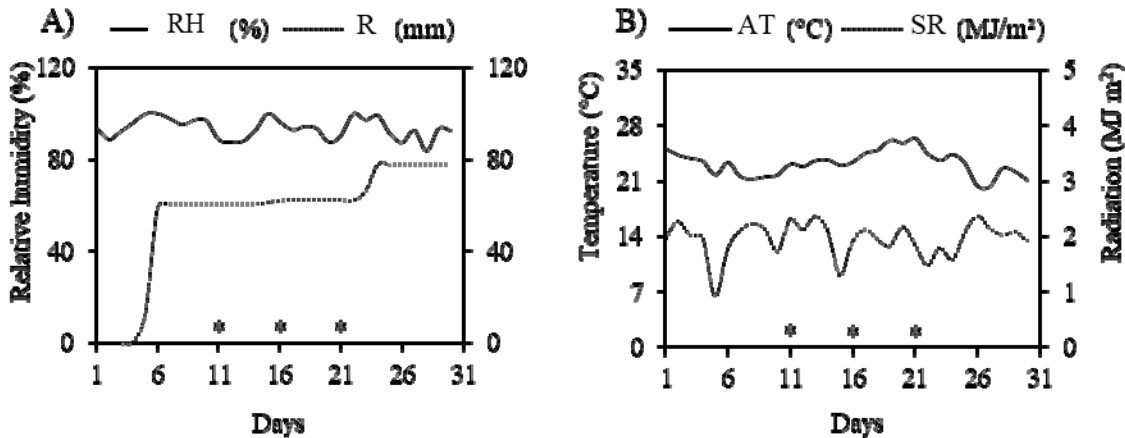 A) RH (%) R (mm)
120 120
80 80
40 40
0 0
Relative humidity (%)
* * *
1 6 11 16 21 26 31
Days
B) AT (°C) SR (MJ/m²)
35 5
28 4
21 3
14 2
7 1
0 0
Temperature (°C)
Radiation (MJ m²)
* * *
1 6 11 16 21 26 31
Days